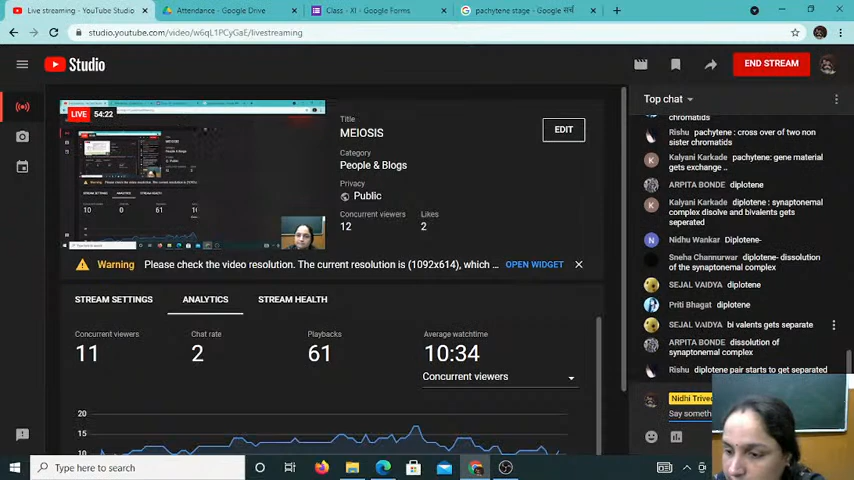 Live streaming - YouTube Studio
Attendance - Google Drive
Class - XI - Google Forms
pachytene stage - Google सर्च
studio.youtube.com/video/w6qL1PCyGaE/livestreaming
Studio
END STREAM
LIVE 54:22
Title
MEIOSIS
EDIT
Category
People & Blogs
Privacy
Public
Concurrent viewers Likes
12 2
Warning Please check the video resolution. The current resolution is (1092x614), which ... OPEN WIDGET
STREAM SETTINGS ANALYTICS STREAM HEALTH
Concurrent viewers Chat rate Playbacks Average watchtime
11 2 61 10:34
Concurrent viewers
20
15
Top chat
chromatids
Rishu pachytene : cross over of two non
sister chromatids
Kalyani Karkade pachytene: gene material
gets exchange ..
ARPITA BONDE diplotene
Kalyani Karkade diplotene : synaptonemal
complex disolve and bivalents gets
seperated
Nidhu Wankar Diplotene-
Sneha Channurwar diplotene- dissolution
of the synaptonemal complex
SEJAL VAIDYA diplotene
Priti Bhagat diplotene
SEJAL VAIDYA bi valents gets separate
ARPITA BONDE dissolution of
synaptonemal complex
Rishu diplotene pair starts to get separated
Nidhi Trive
Say someth
Type here to search